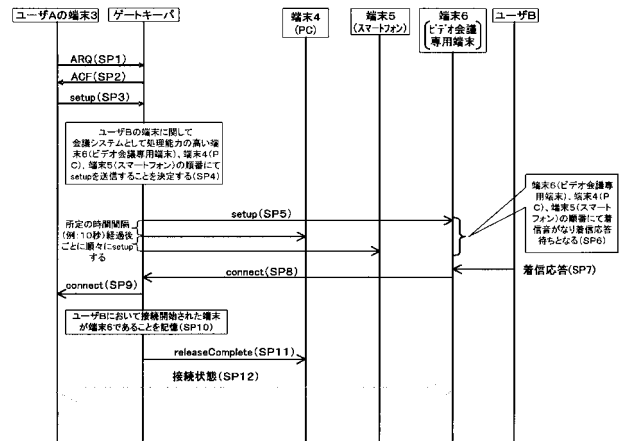 ユーザAの端末3
ゲートキーパ
端末4
(PC)
端末5
(スマートフォン)
端末6
ビデオ会議
専用端末
ユーザB
ARQ(SP1)
ACF(SP2)
setup(SP3)
ユーザBの端末に関して
会議システムとして処理能力の高い端
末6(ビデオ会議専用端末)、端末4(P
C)、端末5(スマートフォン)の順番にて
setupを送信することを決定する(SP4)
setup(SP5)
所定の時間間隔
(例:10秒)経過後
ごとに順々にsetup
する
端末6(ビデオ会議専
用端末)、端末4(P
C)、端末5(スマート
フォン)の順番にて着
信音がなり着信応答
待ちとなる(SP6)
着信応答(SP7)
connect(SP8)
connect(SP9)
ユーザBにおいて接続開始された端末
が端末6であることを記憶(SP10)
releaseComplete(SP11)
接続状態(SP12)